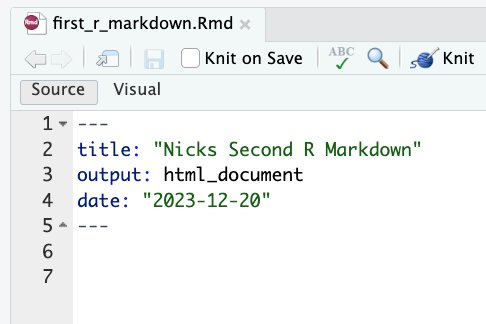 Rmd first_r_markdown.Rmd
Knit on Save ABC Knit
Source Visual
1 ---
2 title: "Nicks Second R Markdown"
3 output: html_document
4 date: "2023-12-20"
5 ---
6
7